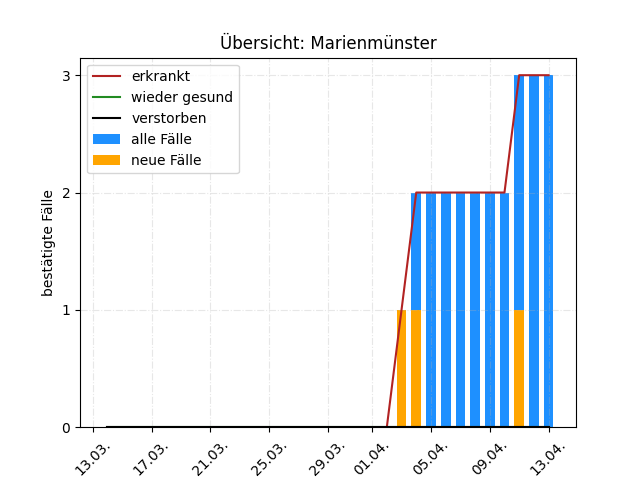 Übersicht: Marienmünster
bestätigte Fälle
3
2
1
0
erkrankt
wieder gesund
verstorben
alle Fälle
neue Fälle
13.03.
17.03.
21.03.
25.03.
29.03.
01.04.
05.04.
09.04.
13.04.